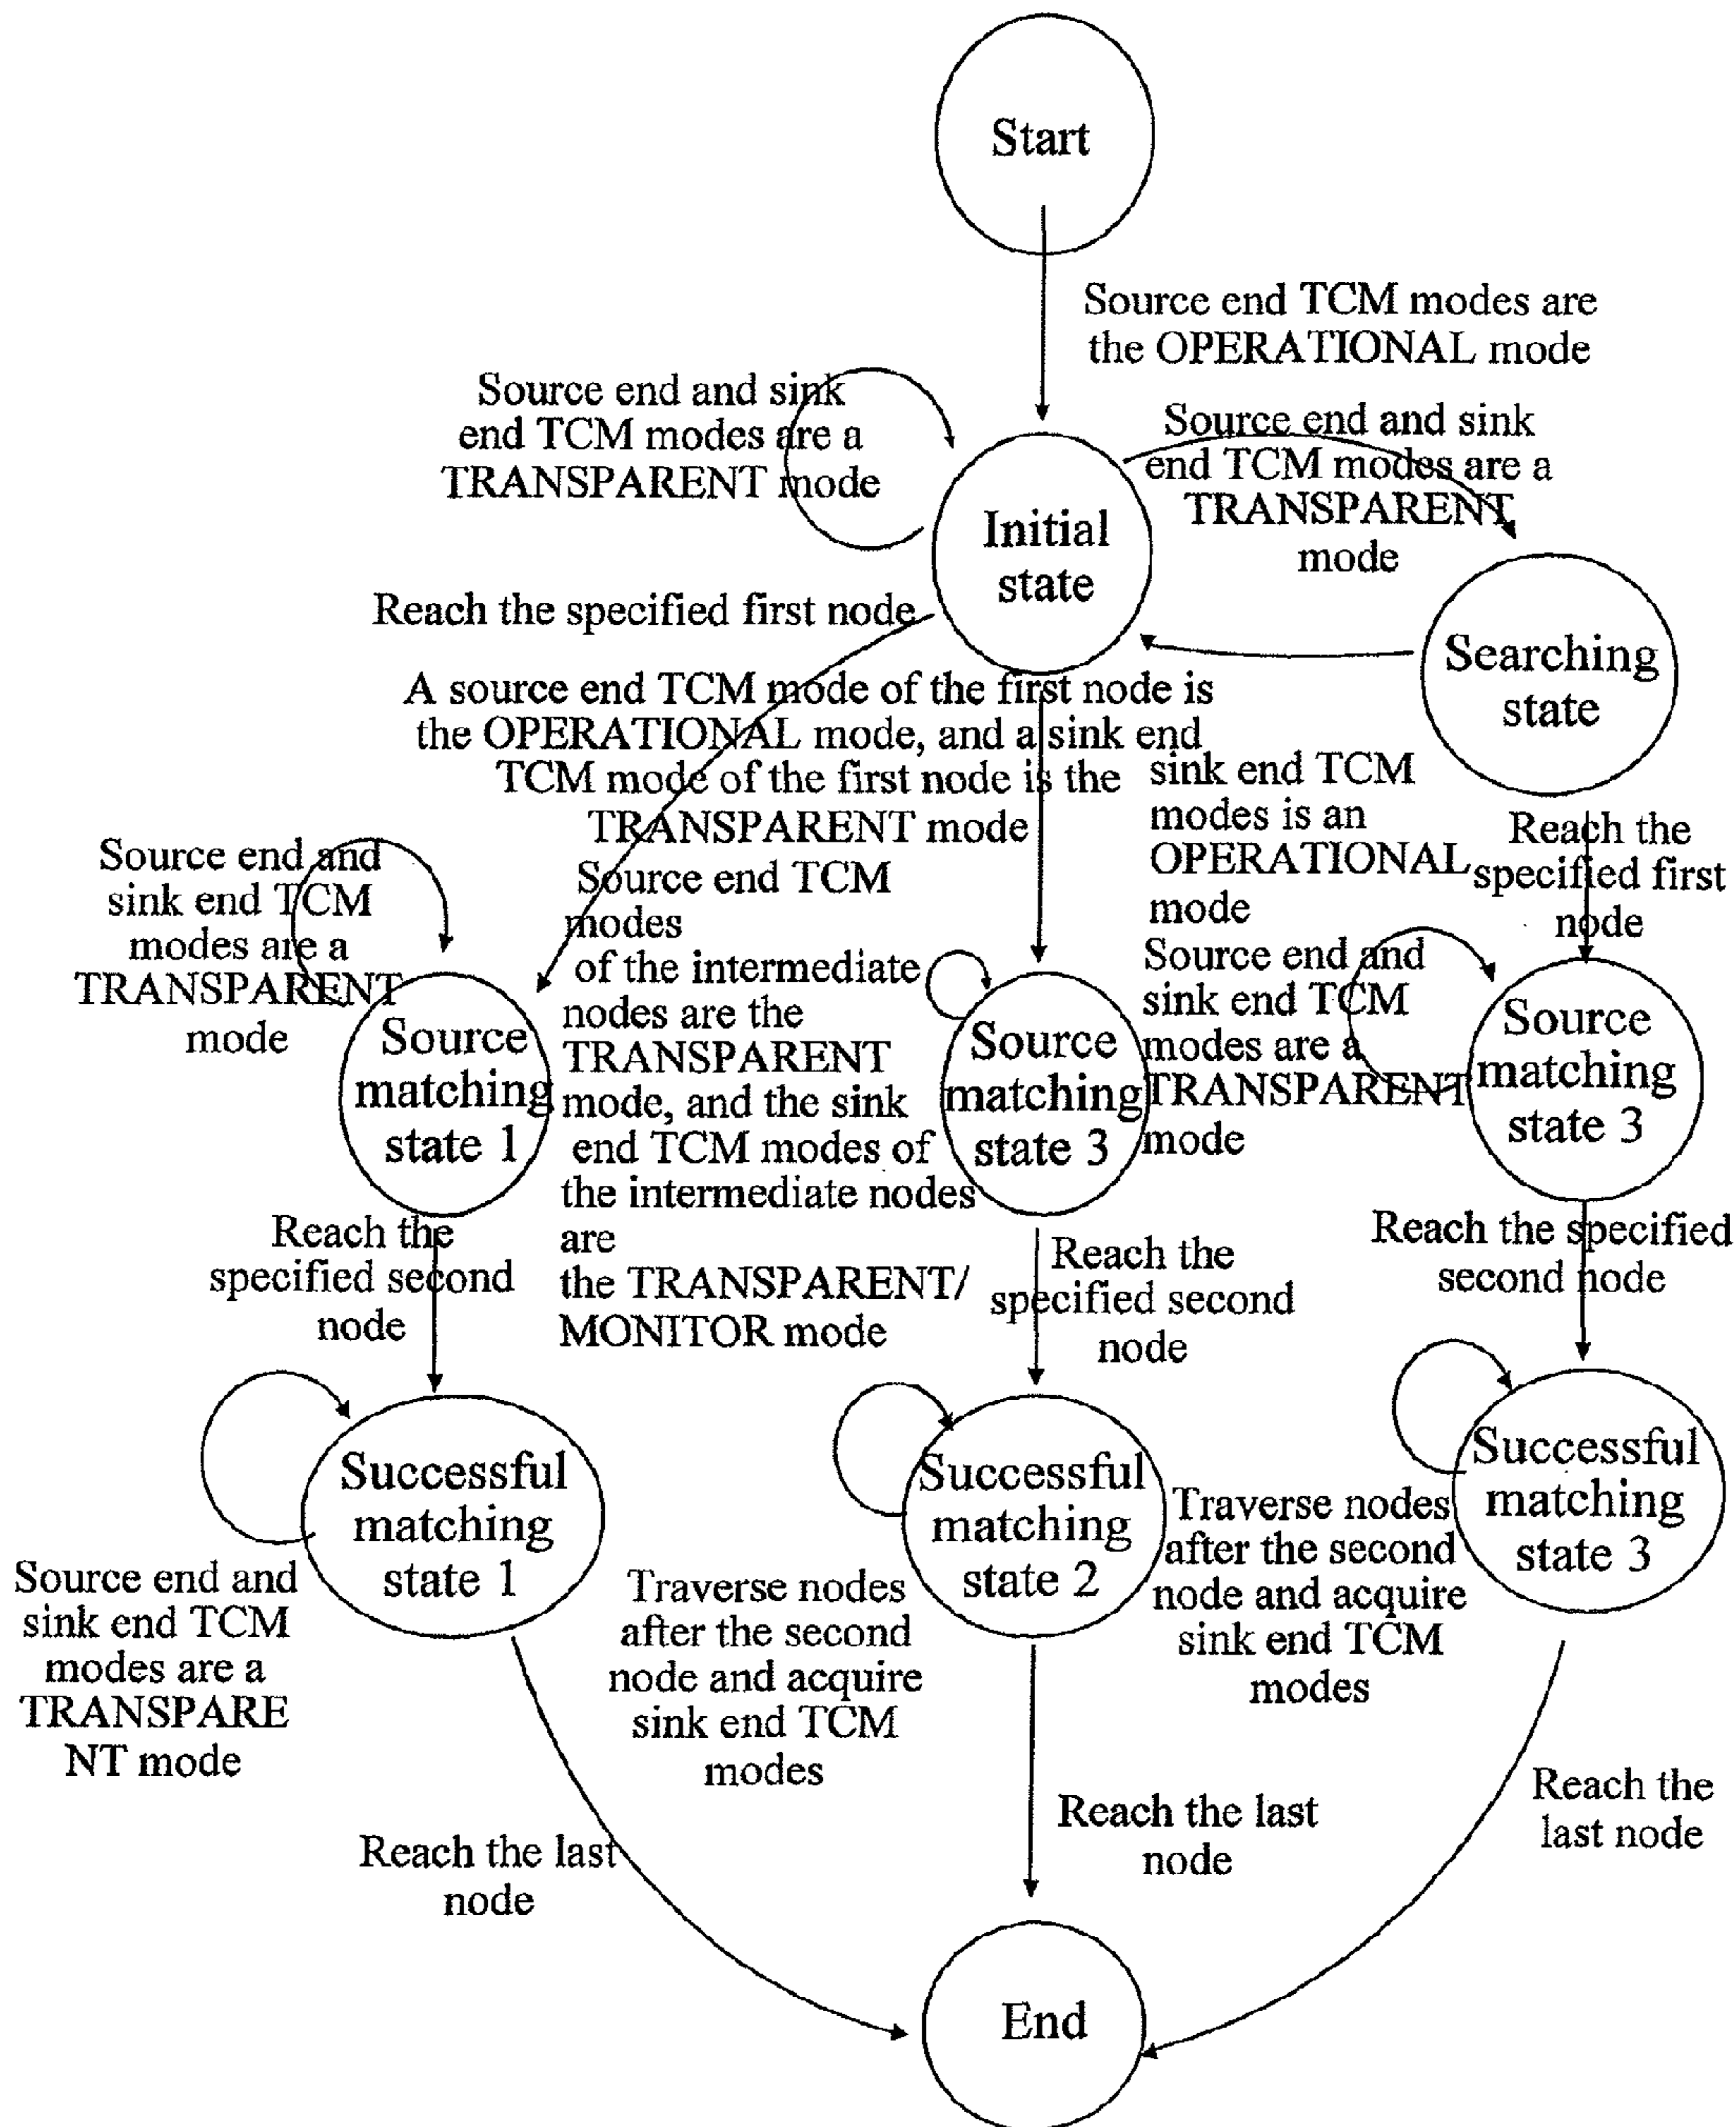 Start
Source end TCM modes are
the OPERATIONAL mode
Source end and sink
end TCM modes are a
TRANSPARENT mode
Source end and sink
end TCM modes are a
TRANSPARENT
mode
Initial
state
Reach the specified first node
Searching
state
A source end TCM mode of the first node is
the OPERATIONAL mode, and a sink end
TCM mode of the first node is the
TRANSPARENT mode
sink end TCM
modes is an
OPERATIONAL
mode
Reach the
specified first
node
Source end and
sink end TCM
modes are a
TRANSPARENT
mode
Source
matching
state 1
Source end TCM
modes
of the intermediate
nodes are the
TRANSPARENT
mode, and the sink
end TCM modes of
the intermediate nodes
are
the TRANSPARENT/
MONITOR mode
Source
matching
state 3
Source end and
sink end TCM
modes are a
TRANSPARENT
mode
Source
matching
state 3
Reach the
specified second
node
Reach the
specified second
node
Reach the specified
second node
Successful
matching
state 1
Successful
matching
state 2
Successful
matching
state 3
Source end and
sink end TCM
modes are a
TRANSPARE
NT mode
Traverse nodes
after the second
node and acquire
sink end TCM
modes
Traverse nodes
after the second
node and acquire
sink end TCM
modes
Reach the last
node
Reach the last
node
Reach the
last node
End